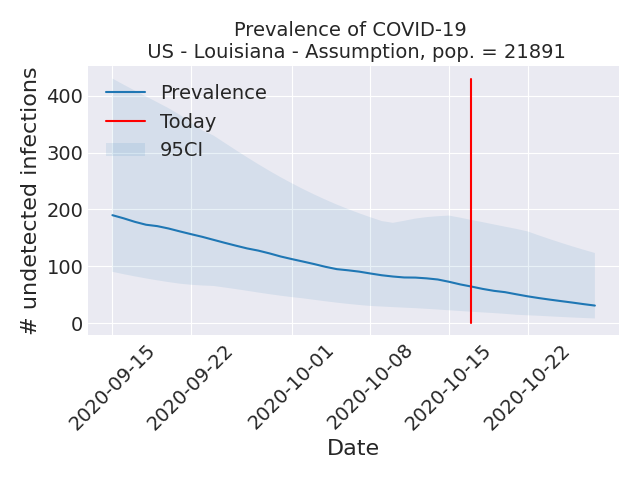 Prevalence of COVID-19
US - Louisiana - Assumption, pop. = 21891
# undetected infections
400
300
200
100
0
Prevalence
Today
95CI
2020-09-15
2020-09-22
2020-10-01
2020-10-08
2020-10-15
2020-10-22
Date